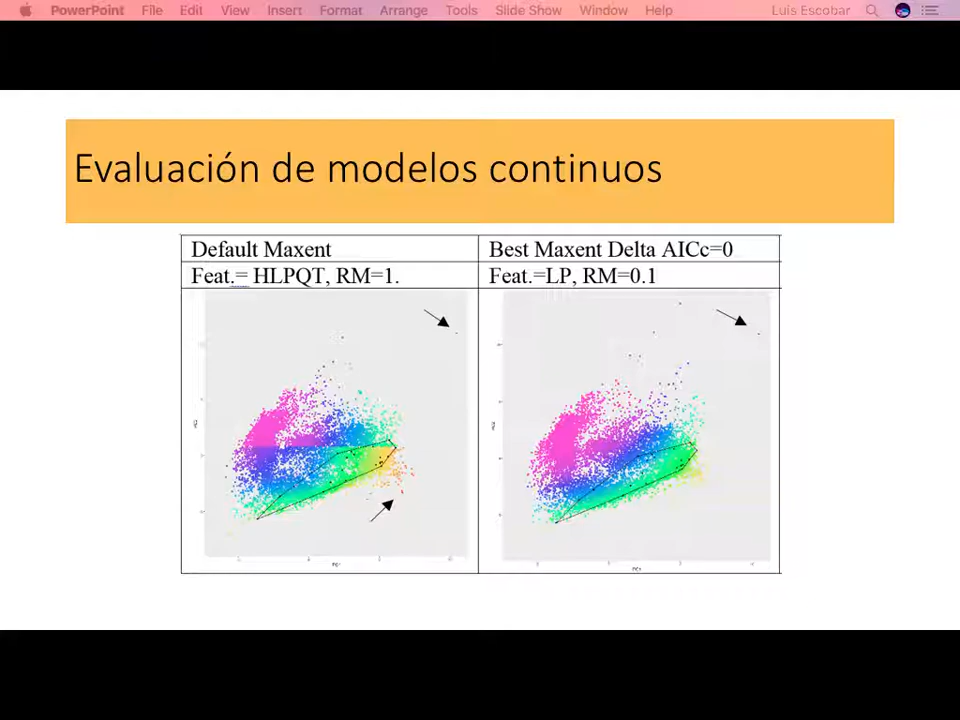 PowerPoint File Edit View Insert Format Arrange Tools Slide Show Window Help Luis Escobar
Evaluación de modelos continuos
Default Maxent
Best Maxent Delta AICc=0
Feat.= HLPQT, RM=1.
Feat.=LP, RM=0.1